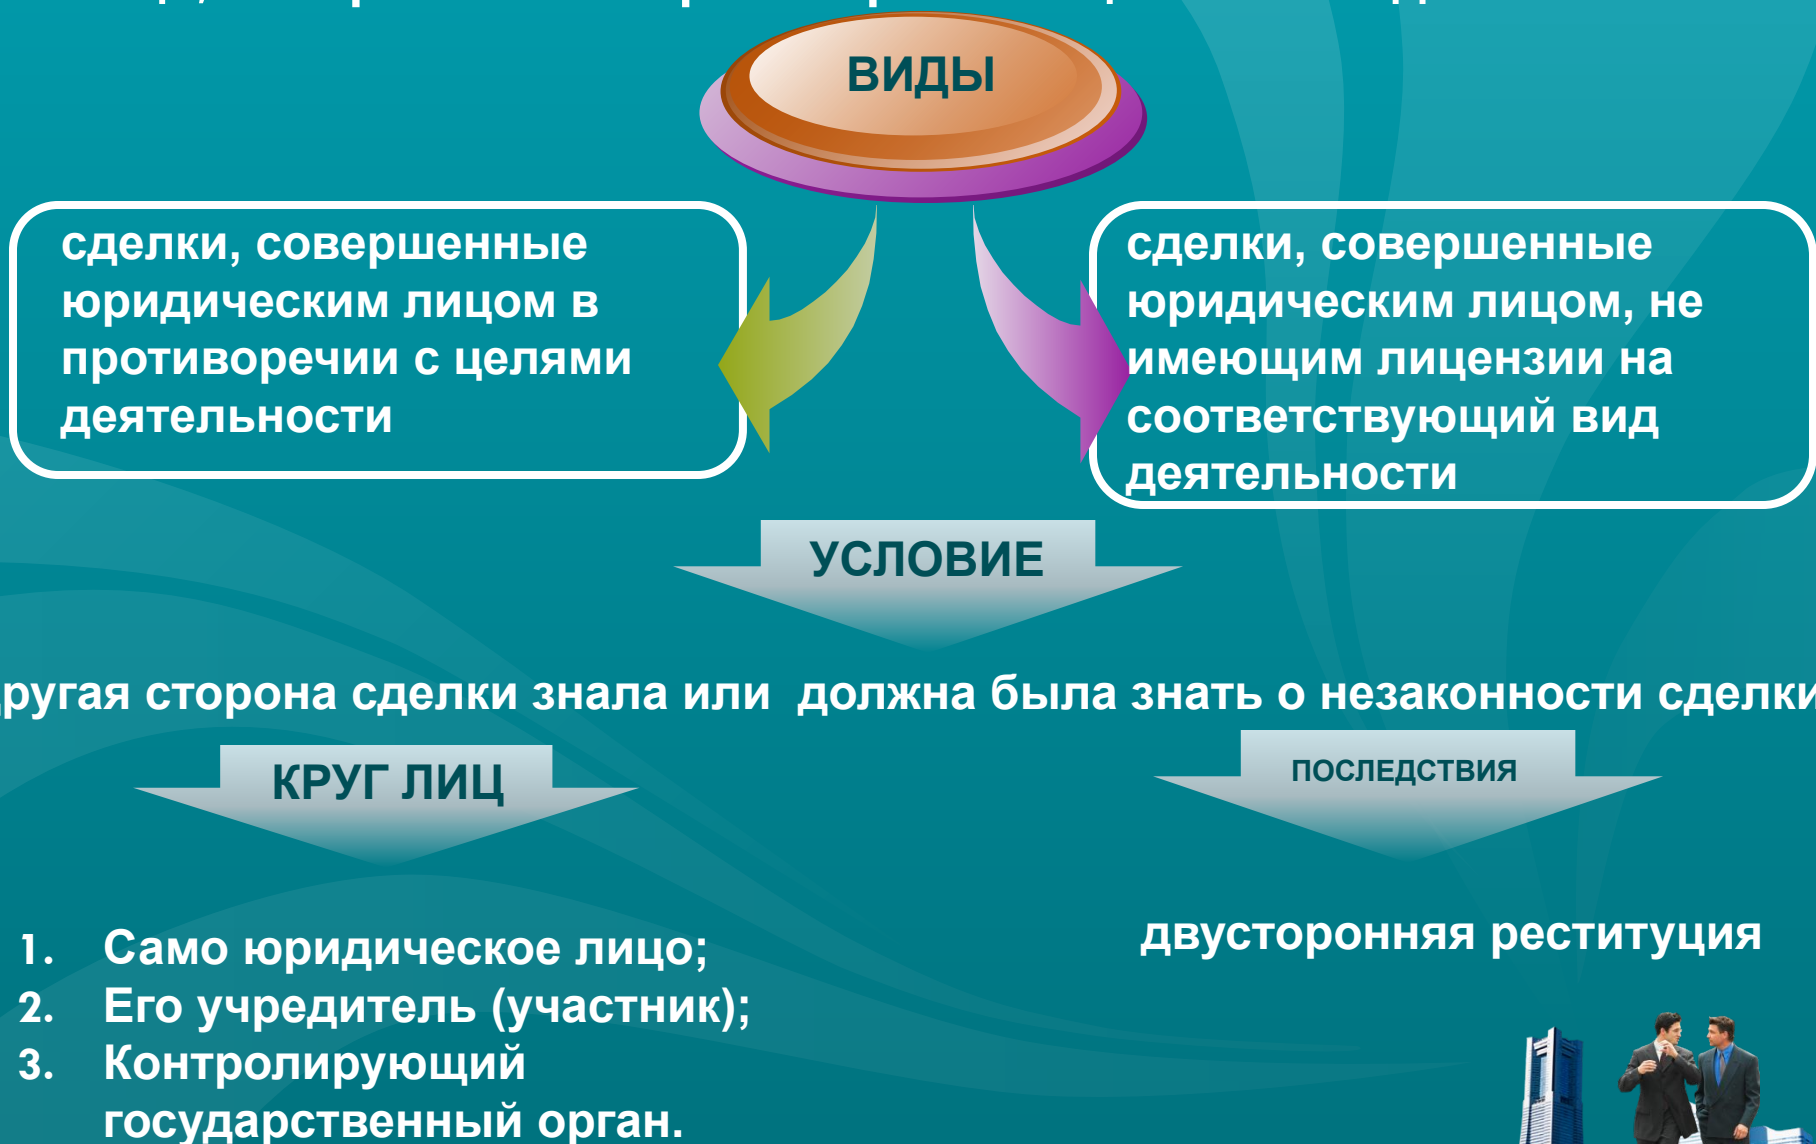 ВИДЫ
сделки, совершенные
юридическим лицом в
противоречии с целями
деятельности
сделки, совершенные
юридическим лицом, не
имеющим лицензии на
соответствующий вид
деятельности
УСЛОВИЕ
другая сторона сделки знала или должна была знать о незаконности сделки
КРУГ ЛИЦ
ПОСЛЕДСТВИЯ
1. Само юридическое лицо;
2. Его учредитель (участник);
3. Контролирующий
государственный орган.
двусторонняя реституция